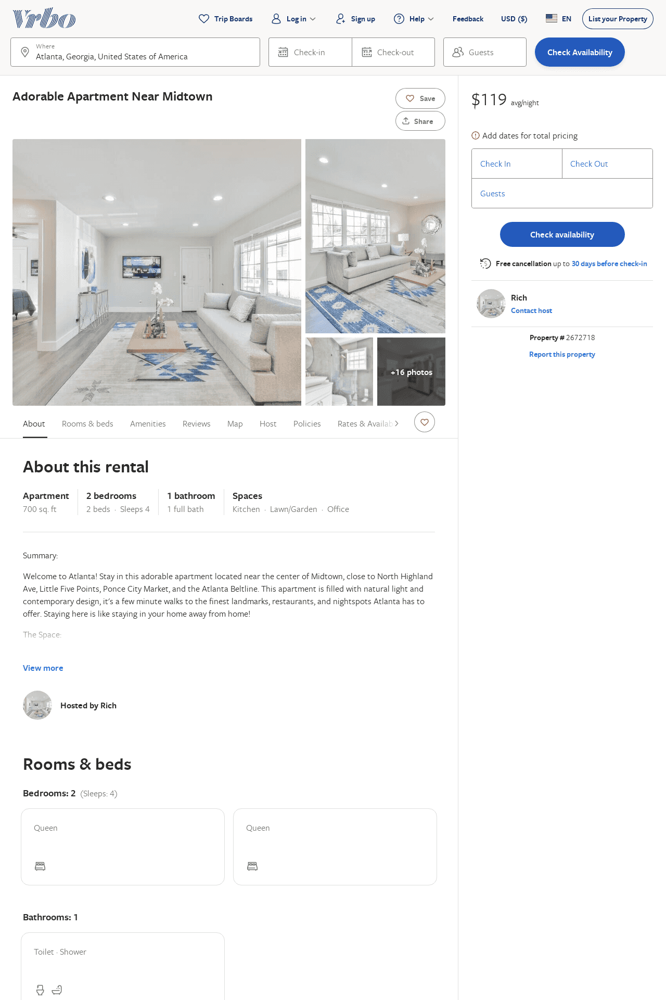 Vrbo
Trip Boards
Log in
Sign up
Help
Feedback
USD ($)
EN
List your Property
Where
Atlanta, Georgia, United States of America
Check-in
Check-out
Guests
Check Availability
Adorable Apartment Near Midtown
Save
Share
+16 photos
$119 avg/night
Add dates for total pricing
Check In
Check Out
Guests
Check availability
Free cancellation up to 30 days before check-in
Rich
Contact host
Property # 2672718
Report this property
About
Rooms & beds
Amenities
Reviews
Map
Host
Policies
Rates & Availab
About this rental
Apartment
700 sq. ft
2 bedrooms
2 beds · Sleeps 4
1 bathroom
1 full bath
Spaces
Kitchen · Lawn/Garden · Office
Summary:
Welcome to Atlanta! Stay in this adorable apartment located near the center of Midtown, close to North Highland
Ave, Little Five Points, Ponce City Market, and the Atlanta Beltline. This apartment is filled with natural light and
contemporary design, it's a few minute walks to the finest landmarks, restaurants, and nightspots Atlanta has to
offer. Staying here is like staying in your home away from home!
The Space:
View more
Hosted by Rich
Rooms & beds
Bedrooms: 2 (Sleeps: 4)
Queen
Queen
Bathrooms: 1
Toilet · Shower